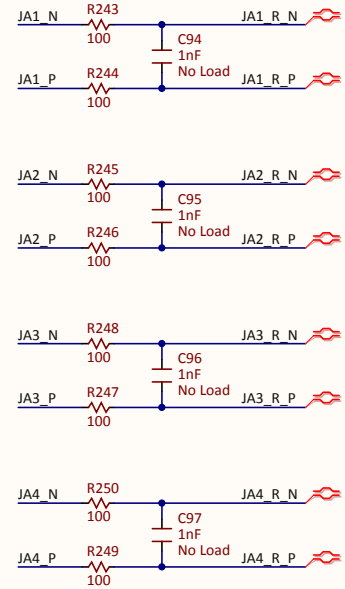 R243
JA1_N
JA1_R_N
100
C94
1nF
No Load
R244
JA1_P
JA1_R_P
100
R245
JA2_N
JA2_R_N
100
C95
1nF
No Load
R246
JA2_P
JA2_R_P
100
R248
JA3_N
JA3_R_N
100
C96
1nF
No Load
R247
JA3_P
JA3_R_P
100
R250
JA4_N
JA4_R_N
100
C97
1nF
No Load
R249
JA4_P
JA4_R_P
100